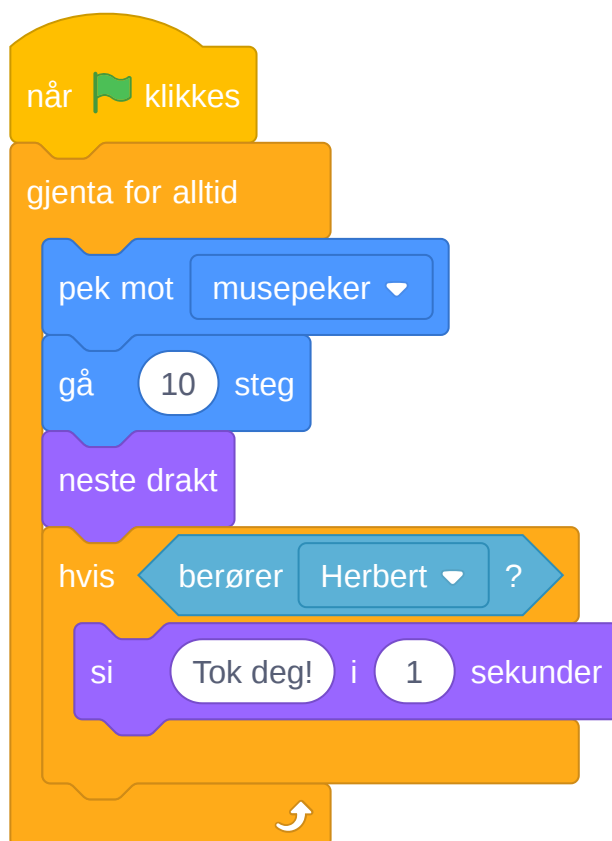 når klikkes
gjenta for alltid
pek mot musepeker
gå 10 steg
neste drakt
hvis berører Herbert ?
si Tok deg! i 1 sekunder